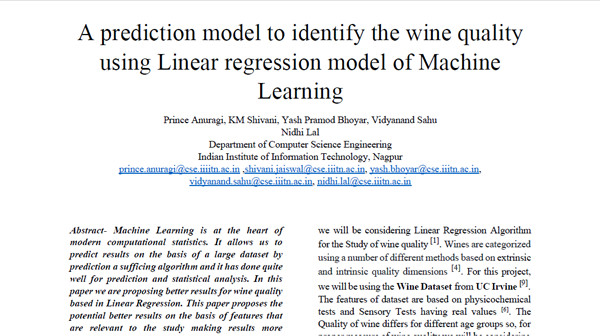 A prediction model to identify the wine quality
using Linear regression model of Machine
Learning
Prince Anuragi, KM Shivani, Yash Pramod Bhoyar, Vidyanand Sahu
Nidhi Lal
Department of Computer Science Engineering
Indian Institute of Information Technology, Nagpur
prince.anuragi@cse.iiitn.ac.in ,shivani.jaiswal@cse.iiitn.ac.in, yash.bhoyar@cse.iiitn.ac.in,
vidyanand.sahu@cse.iiitn.ac.in, nidhi.lal@cse.iiitn.ac.in
Abstract- Machine Learning is at the heart of
modern computational statistics. It allows us to
predict results on the basis of a large dataset by
prediction a sufficing algorithm and it has done quite
well for prediction and statistical analysis. In this
paper we are proposing better results for wine quality
based in Linear Regression. This paper proposes the
potential better results on the basis of features that
are relevant to the study making results more
we will be considering Linear Regression Algorithm
for the Study of wine quality [1]. Wines are categorized
using a number of different methods based on extrinsic
and intrinsic quality dimensions [4]. For this project,
we will be using the Wine Dataset from UC Irvine [9].
The features of dataset are based on physicochemical
tests and Sensory Tests having real values [8]. The
Quality of wine differs for different age groups so, for